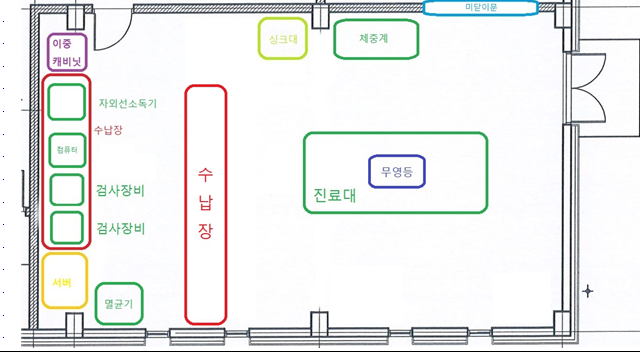 미닫이문
이중
캐비닛
싱크대
체중계
자외선소독기
수납장
컴퓨터
검사장비
검사장비
수
납
장
무영등
진료대
서버
멸균기